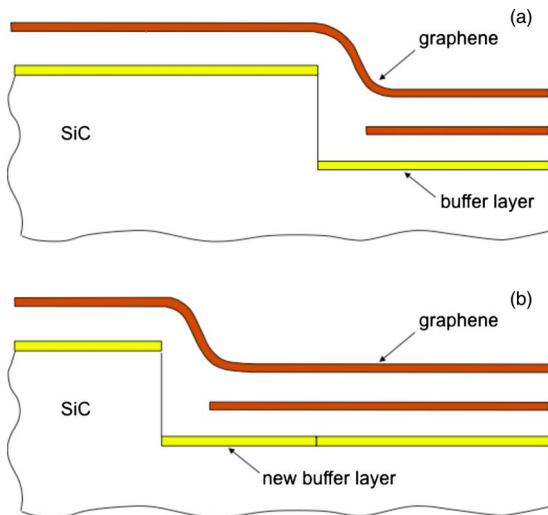 (a)
graphene
SiC
buffer layer
(b)
graphene
SiC
new buffer layer